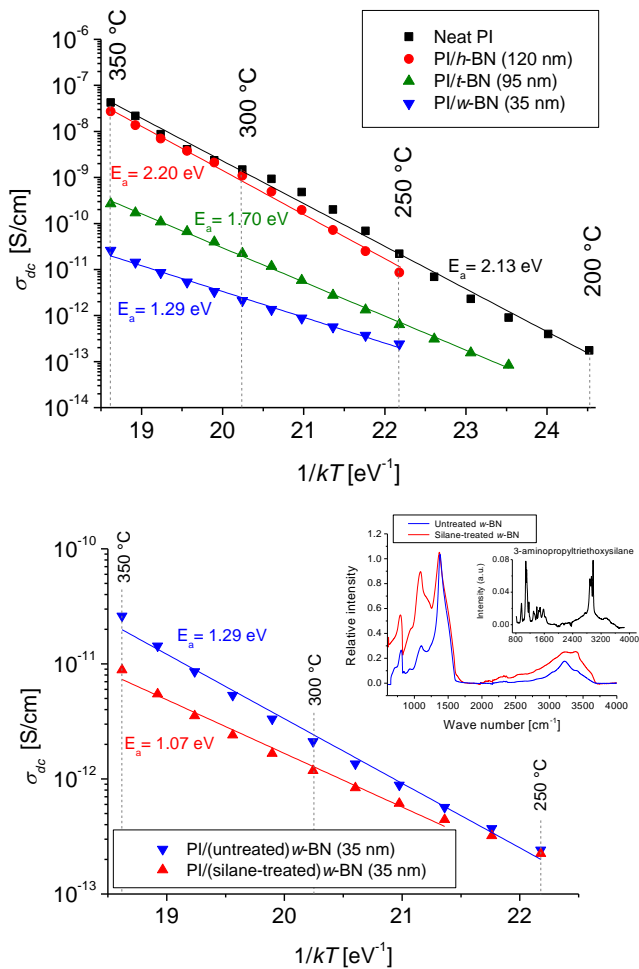 10⁻⁶
10⁻⁷
10⁻⁸
10⁻⁹
10⁻¹⁰
10⁻¹¹
10⁻¹²
10⁻¹³
10⁻¹⁴
σdc [S/cm]
350 °C
300 °C
250 °C
200 °C
Neat PI
PI/h-BN (120 nm)
PI/t-BN (95 nm)
PI/w-BN (35 nm)
Ea= 2.20 eV
Ea= 1.70 eV
Ea= 2.13 eV
Ea= 1.29 eV
19 20 21 22 23 24
1/kT [eV⁻¹]
10⁻¹⁰
10⁻¹¹
10⁻¹²
10⁻¹³
σdc [S/cm]
350 °C
300 °C
250 °C
Ea= 1.29 eV
Ea= 1.07 eV
PI/(untreated)w-BN (35 nm)
PI/(silane-treated)w-BN (35 nm)
19 20 21 22
1/kT [eV⁻¹]
Untreated w-BN
Silane-treated w-BN
Relative intensity
1.2
1.0
0.8
0.6
0.4
0.2
0.0
1000 1500 2000 2500 3000 3500 4000
Wave number [cm⁻¹]
3-aminopropyltriethoxysilane
Intensity (a.u.)
0.08
0.04
0.00
800 1600 2400 3200 4000